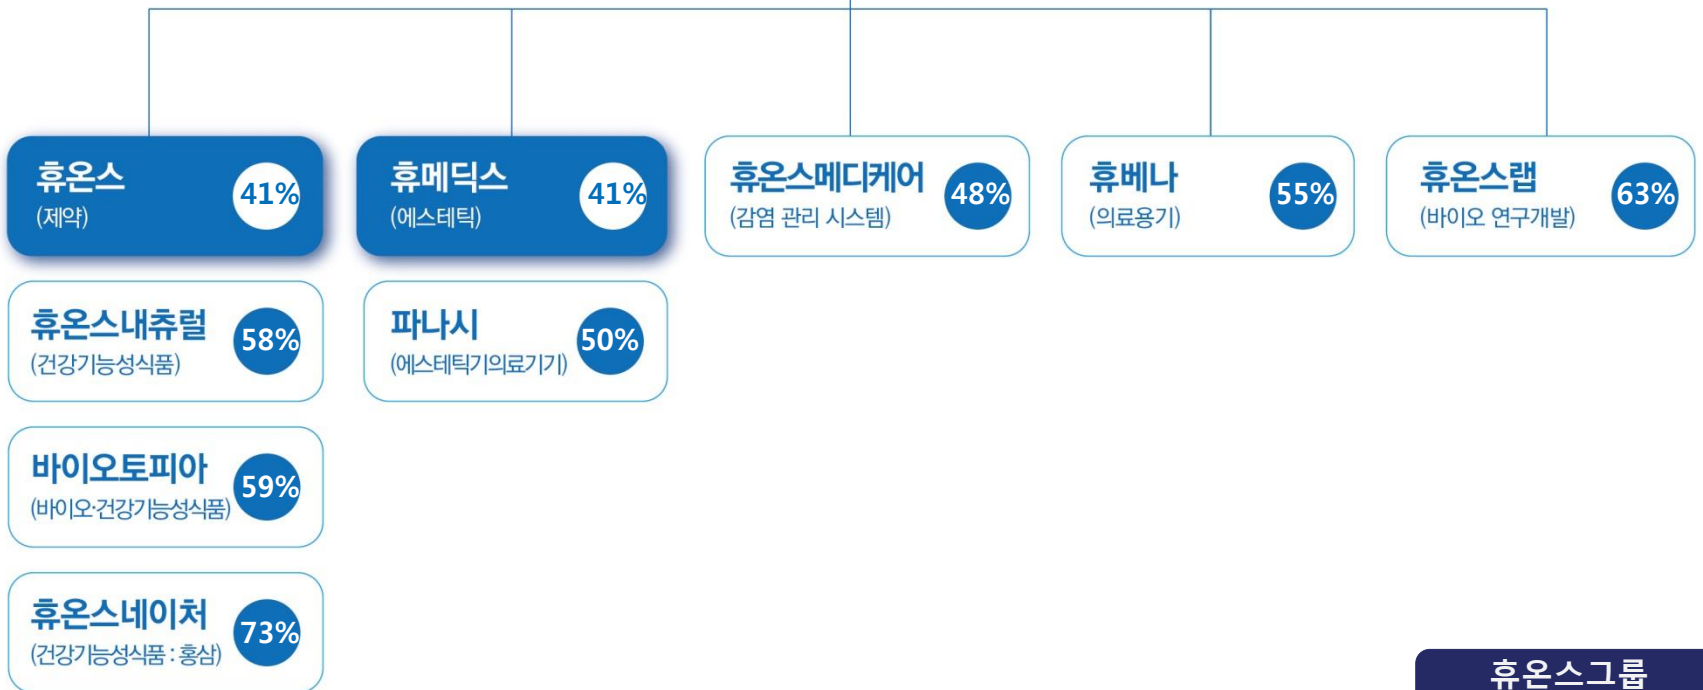 휴온스
(제약)
41%
휴메딕스
(에스테틱)
41%
휴온스메디케어
(감염 관리 시스템)
48%
휴베나
(의료용기)
55%
휴온스랩
(바이오 연구개발)
63%
휴온스내츄럴
(건강기능성식품)
58%
파나시
(에스테틱기의료기기)
50%
바이오토피아
(바이오·건강기능성식품)
59%
휴온스네이처
(건강기능성식품 : 홍삼)
73%
휴온스그룹